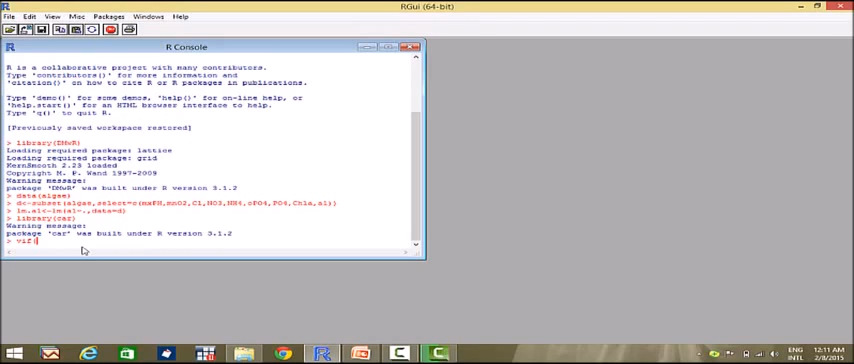 RGui (64-bit)
File Edit View Misc Packages Windows Help
R Console
R is a collaborative project with many contributors.
Type 'contributors()' for more information and
'citation()' on how to cite R or R packages in publications.
Type 'demo()' for some demos, 'help()' for on-line help, or
'help.start()' for an HTML browser interface to help.
Type 'q()' to quit R.
[Previously saved workspace restored]
> library(DMwR)
Loading required package: lattice
Loading required package: grid
KernSmooth 2.23 loaded
Copyright M. P. Wand 1997-2009
Warning message:
package 'DMwR' was built under R version 3.1.2
> data(algae)
> d<-subset(algae,select=c(mxPH,mnO2,Cl,NO3,NH4,oPO4,PO4,Chla,a1))
> lm.a1<-lm(a1~.,data=d)
> library(car)
Warning message:
package 'car' was built under R version 3.1.2
> vif(
ENG
INTL
12:11 AM
2/8/2015